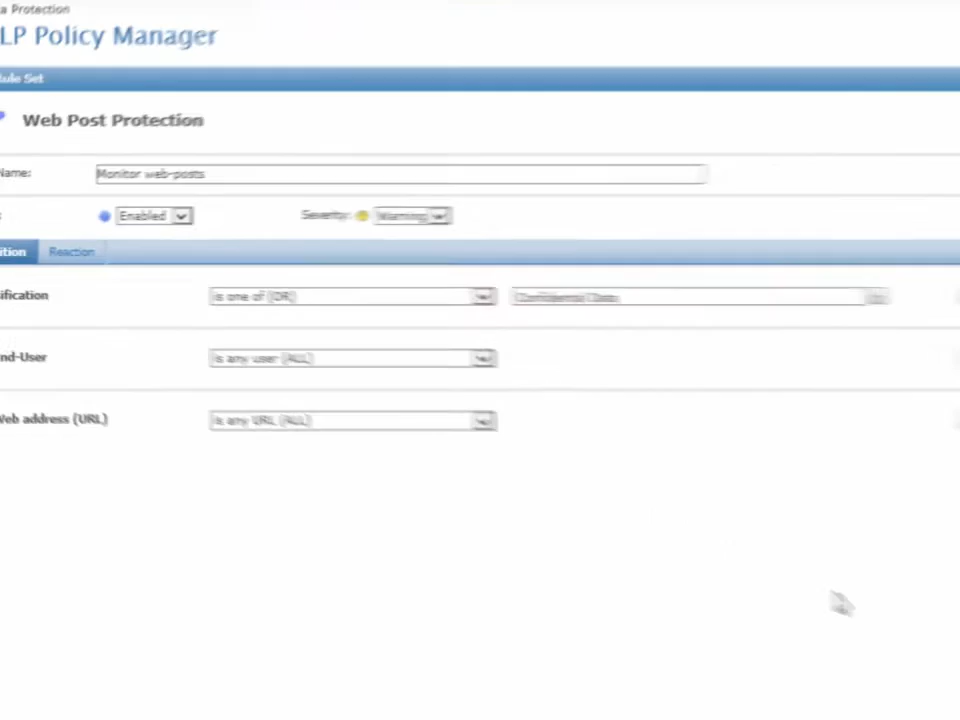 a Protection
LP Policy Manager
Rule Set
Web Post Protection
Name:
Monitor web-posts
: Enabled Severity: Warning
ition Reaction
ification is one of (OR) Confidential Data
nd-User is any user (ALL)
Web address (URL) is any URL (ALL)